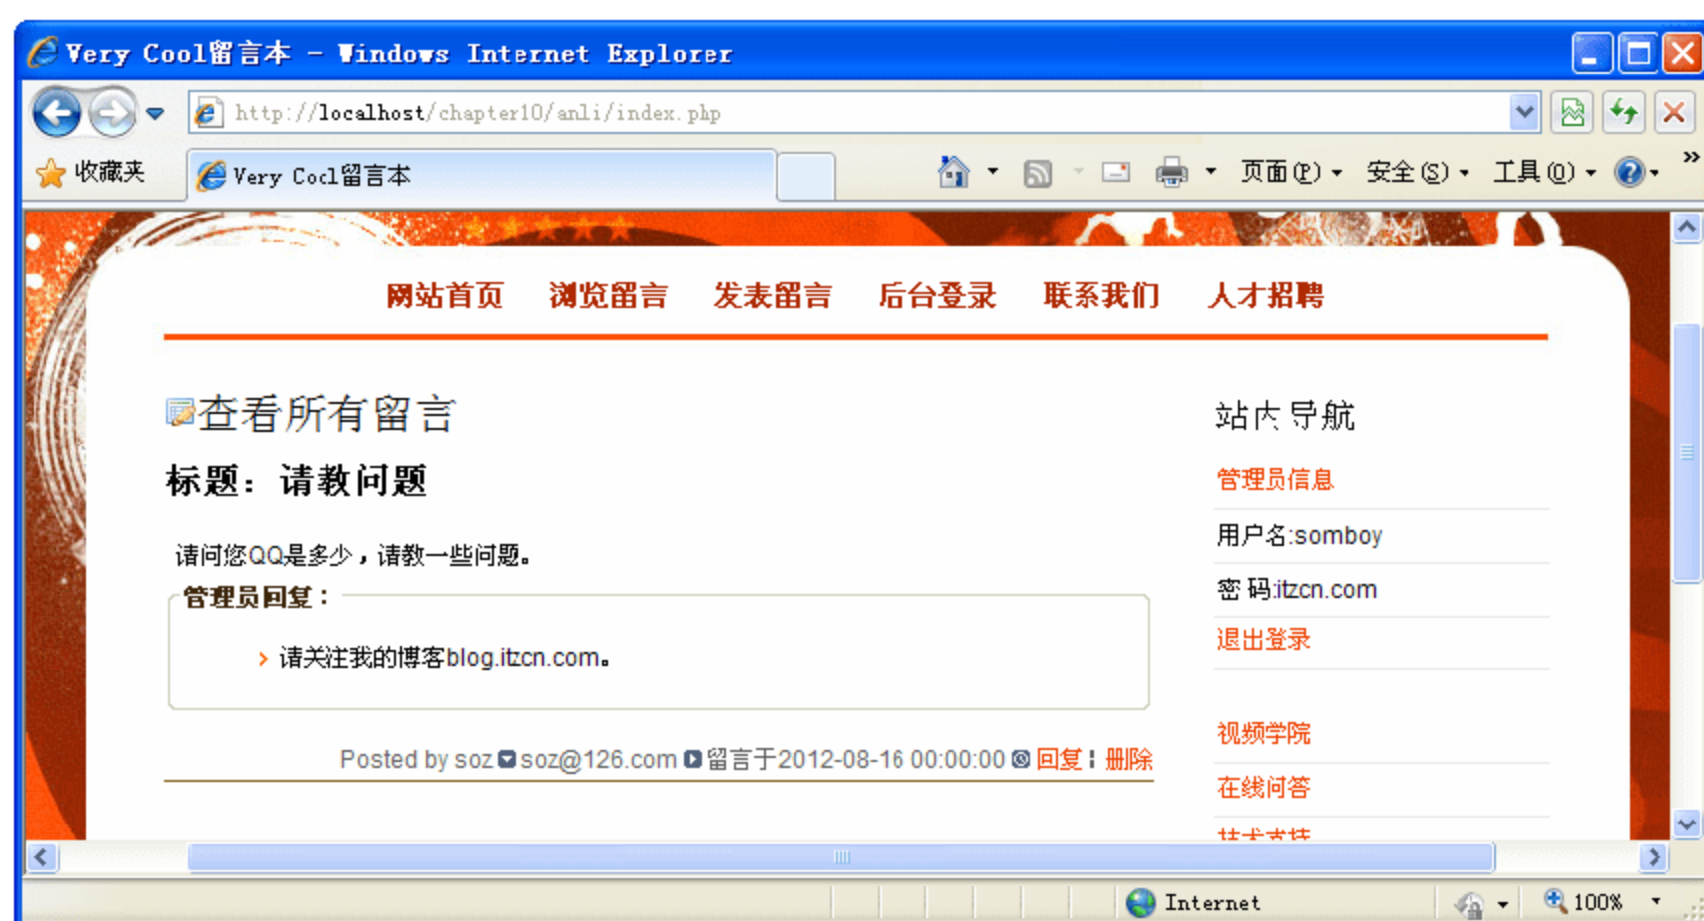 Very Cool留言本 - Windows Internet Explorer
http://localhost/chapter10/anli/index.php
收藏夹
Very Cool留言本
页面(P)
安全(S)
工具(O)
»
网站首页 浏览留言 发表留言 后台登录 联系我们 人才招聘
查看所有留言
标题：请教问题
请问您QQ是多少，请教一些问题。
管理员回复：
请关注我的博客blog.itzcn.com。
Posted by soz soz@126.com 留言于2012-08-16 00:00:00 回复 ¦ 删除
站内导航
管理员信息
用户名:somboy
密 码:itzcn.com
退出登录
视频学院
在线问答
技术支持
Internet
100%